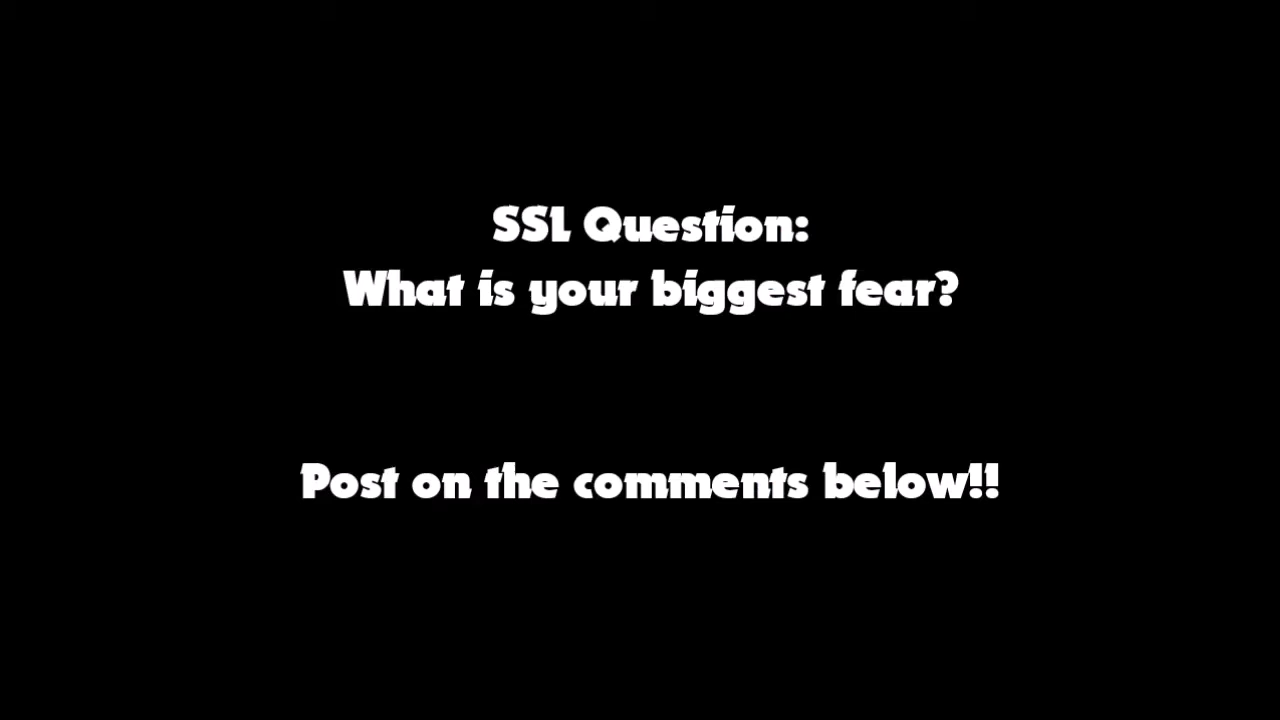 SSL Question:
What is your biggest fear?
Post on the comments below!!